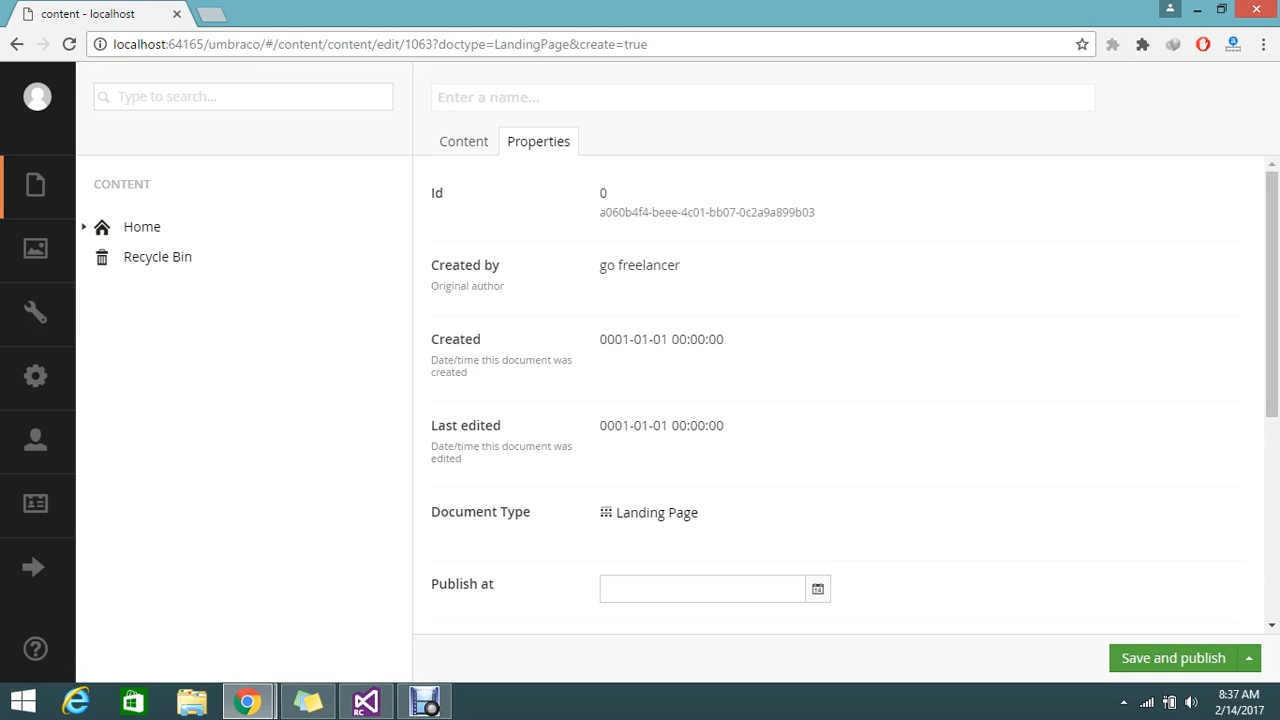 content - localhost
localhost:64165/umbraco/#/content/content/edit/1063?doctype=LandingPage&create=true
Type to search...
Enter a name...
Content
Properties
CONTENT
Home
Recycle Bin
Id
0
a060b4f4-beee-4c01-bb07-0c2a9a899b03
Created by
Original author
go freelancer
Created
Date/time this document was
created
0001-01-01 00:00:00
Last edited
Date/time this document was
edited
0001-01-01 00:00:00
Document Type
Landing Page
Publish at
14
Save and publish
RC
8:37 AM
2/14/2017